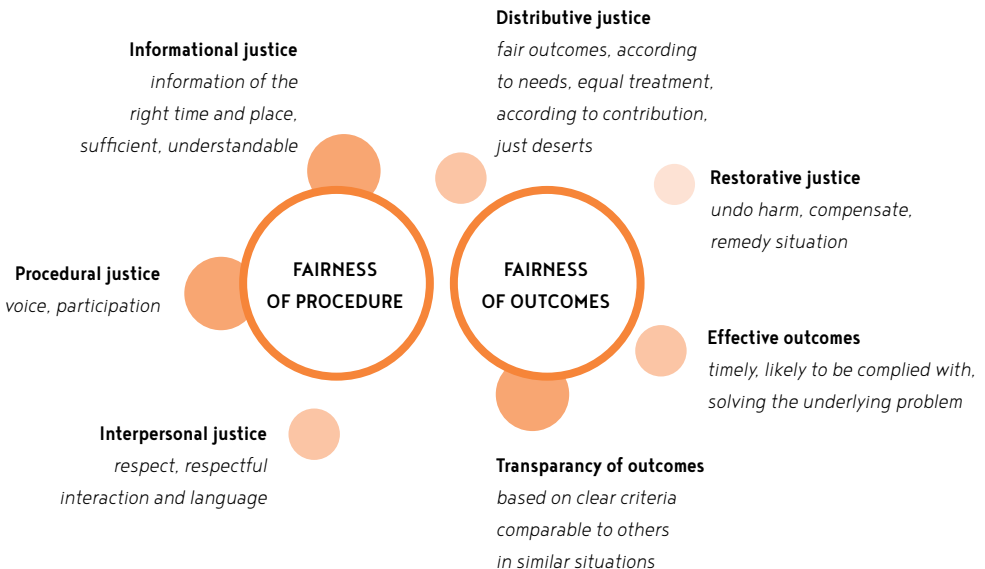 Informational justice
information of the
right time and place,
sufficient, understandable
Procedural justice
voice, participation
Interpersonal justice
respect, respectful
interaction and language
FAIRNESS
OF PROCEDURE
FAIRNESS
OF OUTCOMES
Distributive justice
fair outcomes, according
to needs, equal treatment,
according to contribution,
just deserts
Restorative justice
undo harm, compensate,
remedy situation
Effective outcomes
timely, likely to be complied with,
solving the underlying problem
Transparancy of outcomes
based on clear criteria
comparable to others
in similar situations